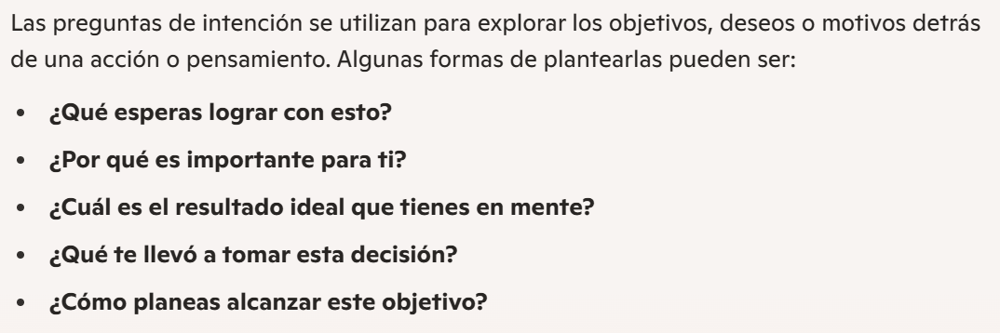 Las preguntas de intención se utilizan para explorar los objetivos, deseos o motivos detrás
de una acción o pensamiento. Algunas formas de plantearlas pueden ser:
• ¿Qué esperas lograr con esto?
• ¿Por qué es importante para ti?
• ¿Cuál es el resultado ideal que tienes en mente?
• ¿Qué te llevó a tomar esta decisión?
• ¿Cómo planeas alcanzar este objetivo?